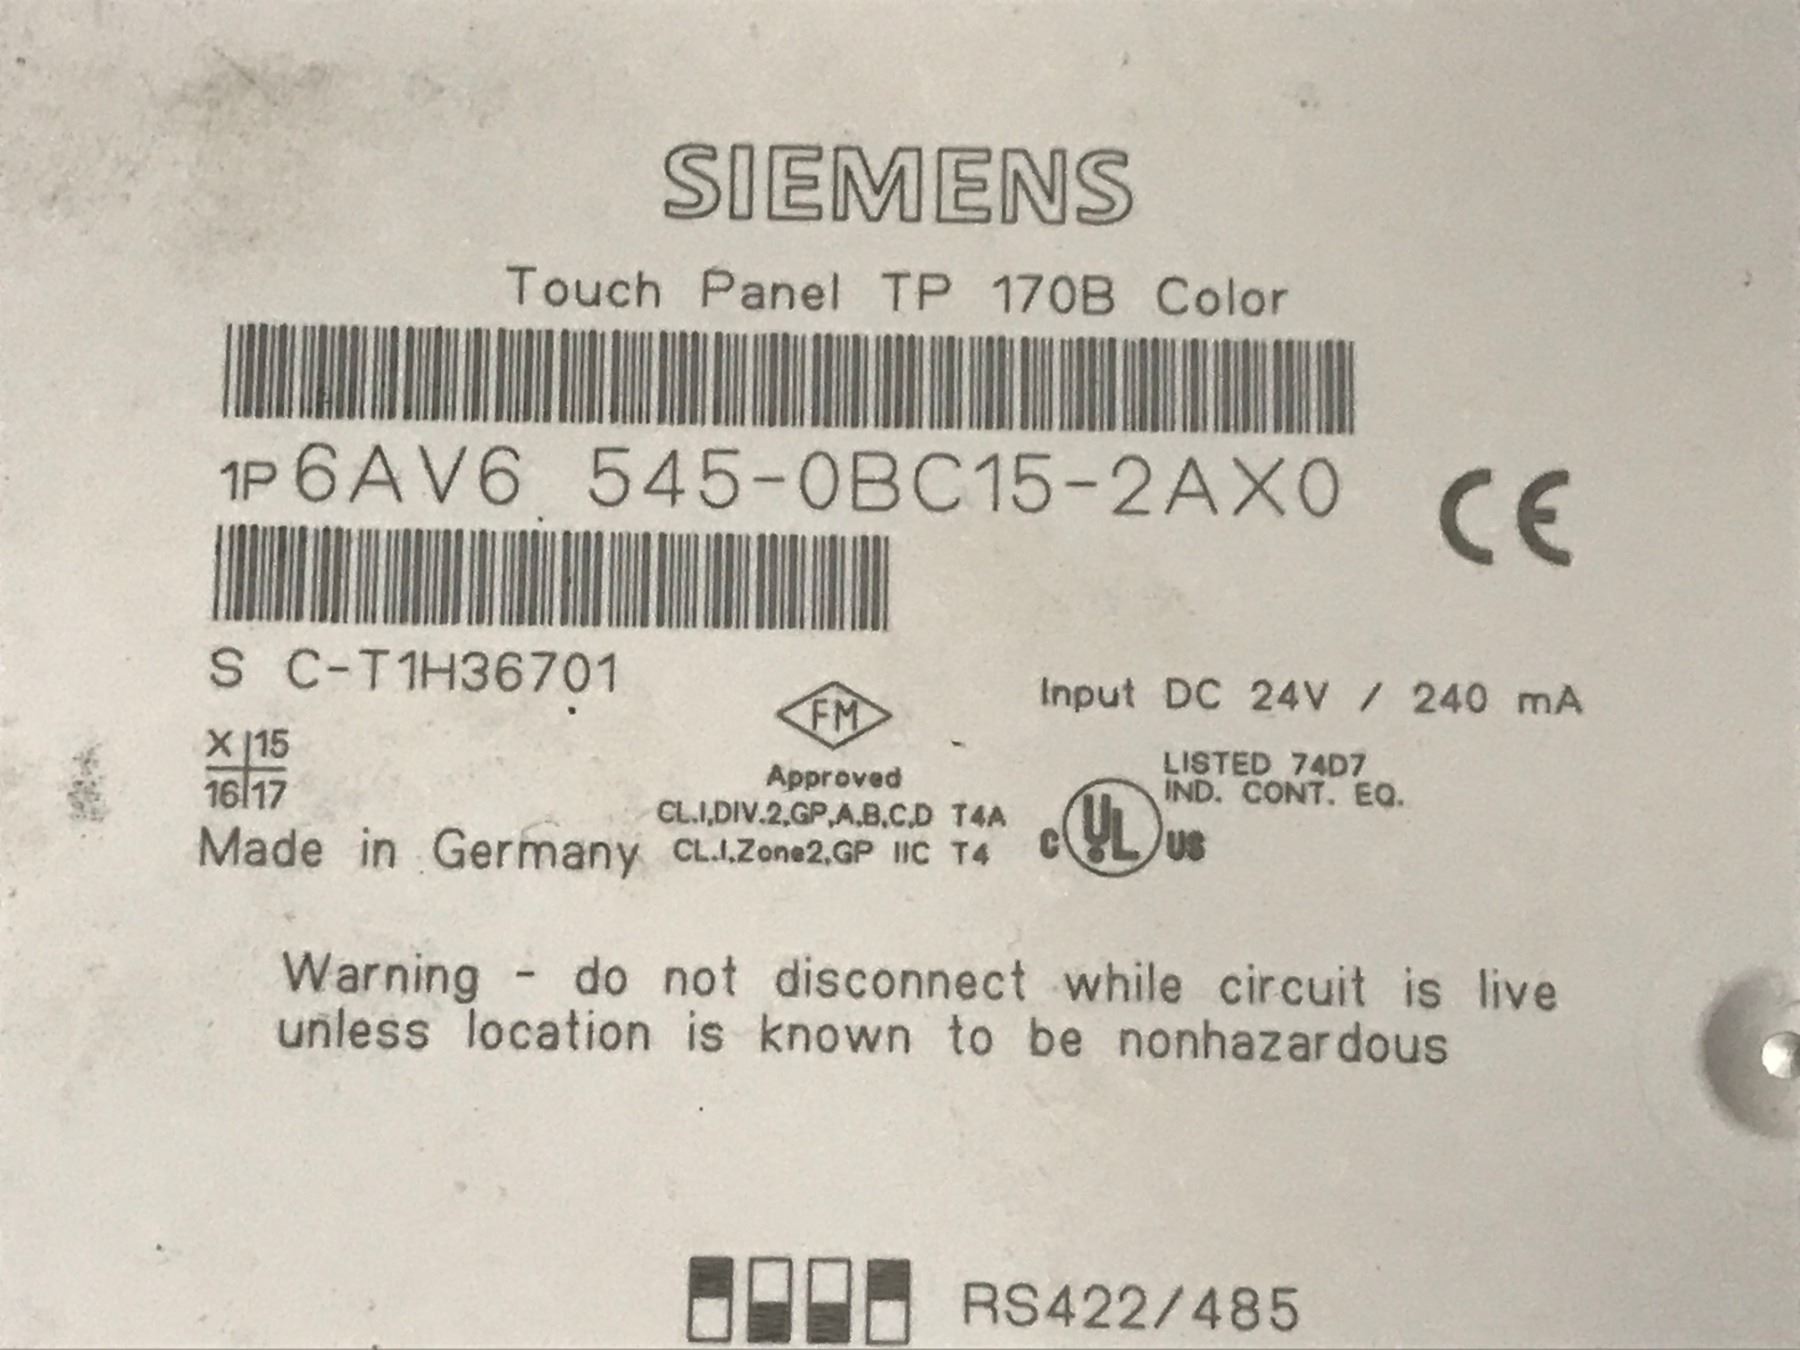 SIEMENS
Touch Panel TP 170B Color
1P 6AV6 545-0BC15-2AX0
CE
S C-T1H36701
Input DC 24V / 240 mA
FM
X 15
16 17
Approved
LISTED 74D7
IND. CONT. EQ.
CL.I,DIV.2,GP,A,B,C,D T4A
Made in Germany
CL.I,Zone2,GP IIC T4
C UL US
Warning - do not disconnect while circuit is live
unless location is known to be nonhazardous
RS422/485